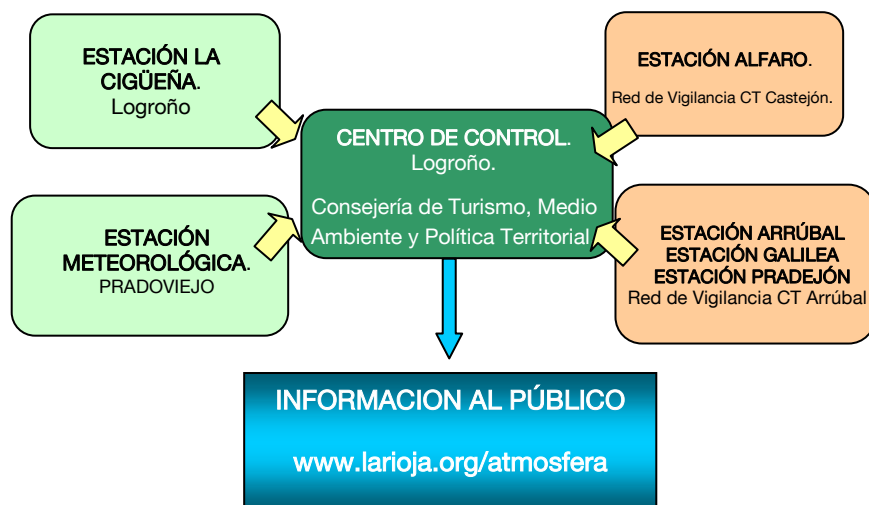 ESTACIÓN LA
CIGÜEÑA.
Logroño
ESTACIÓN ALFARO.
Red de Vigilancia CT Castejón.
CENTRO DE CONTROL.
Logroño.
Consejería de Turismo, Medio
Ambiente y Política Territorial
ESTACIÓN
METEOROLÓGICA.
PRADOVIEJO
ESTACIÓN ARRÚBAL
ESTACIÓN GALILEA
ESTACIÓN PRADEJÓN
Red de Vigilancia CT Arrúbal
INFORMACION AL PÚBLICO
www.larioja.org/atmosfera